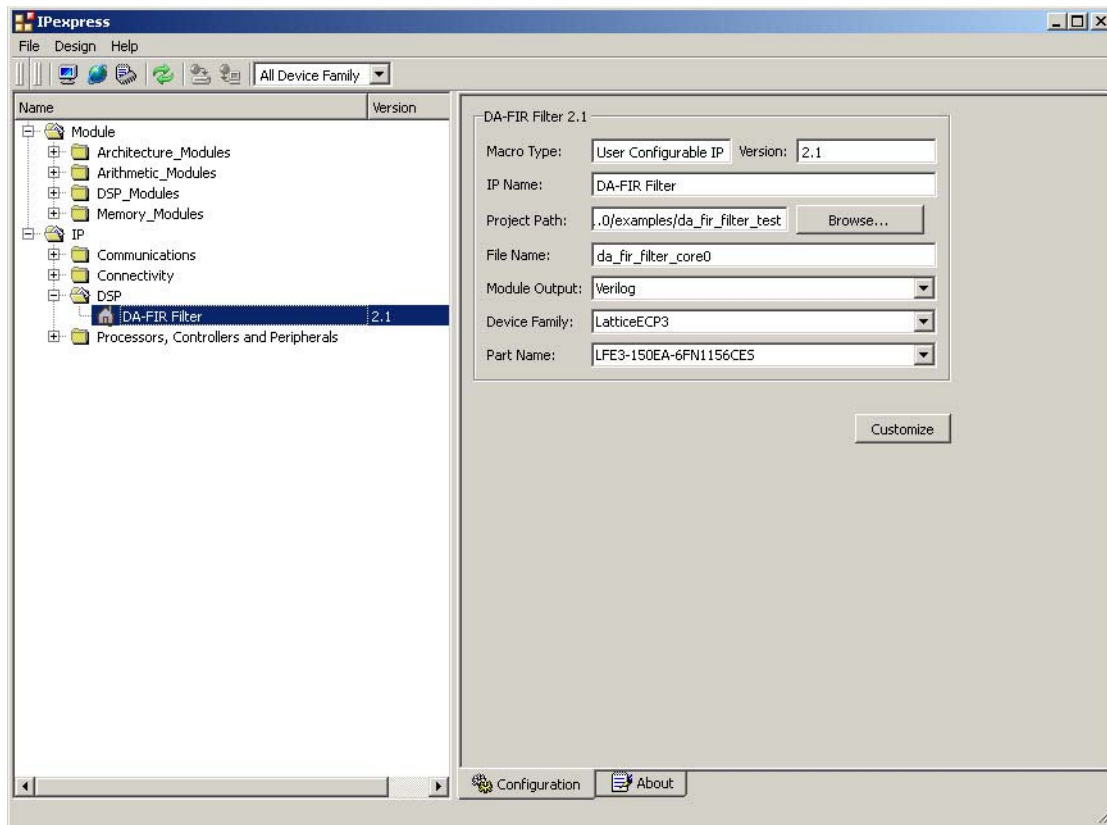 IPexpress
File Design Help
All Device Family
Name Version
Module
Architecture_Modules
Arithmetic_Modules
DSP_Modules
Memory_Modules
IP
Communications
Connectivity
DSP
DA-FIR Filter 2.1
Processors, Controllers and Peripherals
DA-FIR Filter 2.1
Macro Type: User Configurable IP Version: 2.1
IP Name: DA-FIR Filter
Project Path: ..0/examples/da_fir_filter_test Browse...
File Name: da_fir_filter_core0
Module Output: Verilog
Device Family: LatticeECP3
Part Name: LFE3-150EA-6FN1156CES
Customize
Configuration About